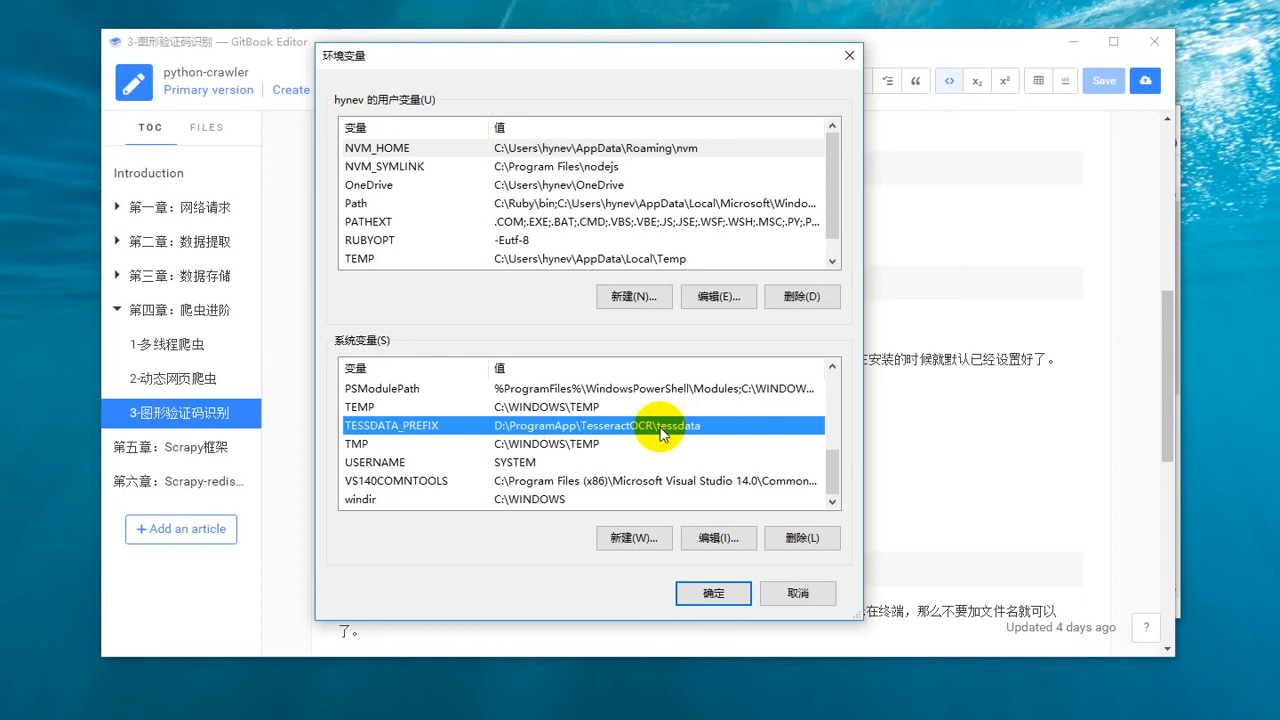 3-图形验证码识别 — GitBook Editor
python-crawler
Primary version
Create
Save
TOC
FILES
Introduction
第一章：网络请求
第二章：数据提取
第三章：数据存储
第四章：爬虫进阶
1-多线程爬虫
2-动态网页爬虫
3-图形验证码识别
第五章：Scrapy框架
第六章：Scrapy-redis...
+ Add an article
环境变量
hynev 的用户变量(U)
变量 值
NVM_HOME C:\Users\hynev\AppData\Roaming\nvm
NVM_SYMLINK C:\Program Files\nodejs
OneDrive C:\Users\hynev\OneDrive
Path C:\Ruby\bin;C:\Users\hynev\AppData\Local\Microsoft\Windo...
PATHEXT .COM;.EXE;.BAT;.CMD;.VBS;.VBE;.JS;.JSE;.WSF;.WSH;.MSC;.PY;.P...
RUBYOPT -Eutf-8
TEMP C:\Users\hynev\AppData\Local\Temp
新建(N)... 编辑(E)... 删除(D)
系统变量(S)
变量 值
PSModulePath %ProgramFiles%\WindowsPowerShell\Modules;C:\WINDOW...
TEMP C:\WINDOWS\TEMP
TESSDATA_PREFIX D:\ProgramApp\TesseractOCR\tessdata
TMP C:\WINDOWS\TEMP
USERNAME SYSTEM
VS140COMNTOOLS C:\Program Files (x86)\Microsoft Visual Studio 14.0\Common...
windir C:\WINDOWS
新建(W)... 编辑(I)... 删除(L)
确定 取消
在安装的时候就默认已经设置好了。
在终端，那么不要加文件名就可以
了。
Updated 4 days ago
?